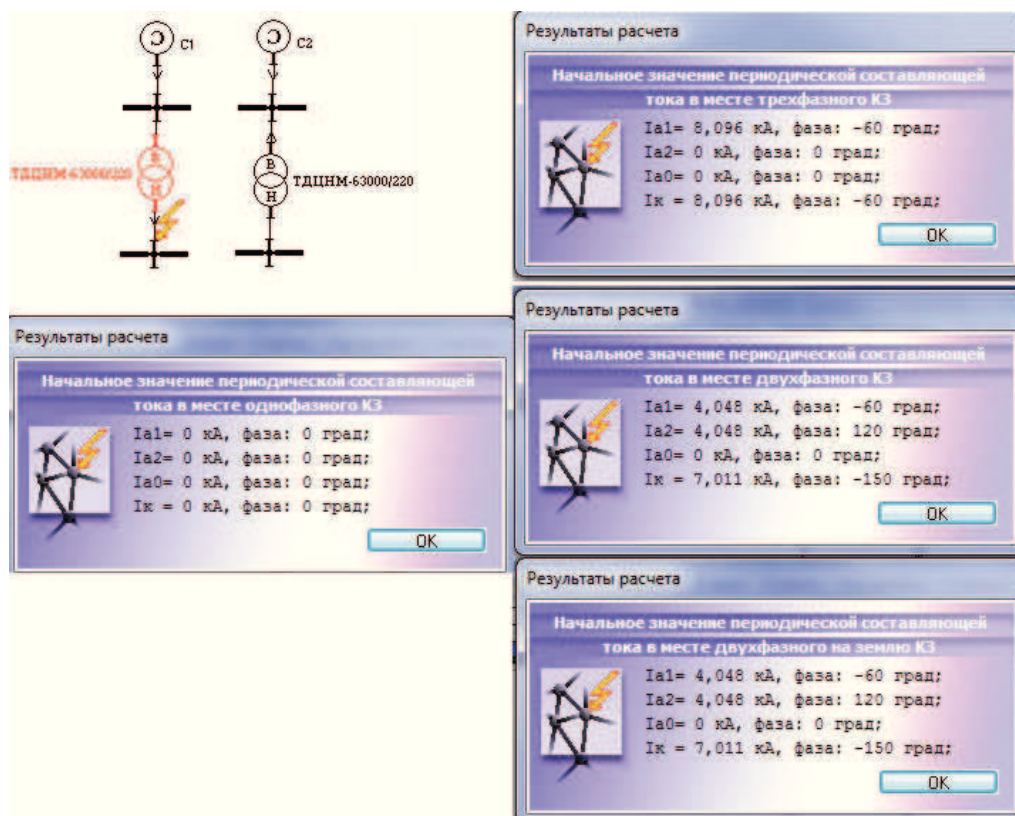 С1
С2
В
Н
ТДЦНМ-63000/220
В
Н
ТДЦНМ-63000/220
Результаты расчета
Начальное значение периодической составляющей
тока в месте трехфазного КЗ
Ia1= 8,096 кА, фаза: -60 град;
Ia2= 0 кА, фаза: 0 град;
Ia0= 0 кА, фаза: 0 град;
Iк = 8,096 кА, фаза: -60 град;
OK
Результаты расчета
Начальное значение периодической составляющей
тока в месте однофазного КЗ
Ia1= 0 кА, фаза: 0 град;
Ia2= 0 кА, фаза: 0 град;
Ia0= 0 кА, фаза: 0 град;
Iк = 0 кА, фаза: 0 град;
OK
Результаты расчета
Начальное значение периодической составляющей
тока в месте двухфазного КЗ
Ia1= 4,048 кА, фаза: -60 град;
Ia2= 4,048 кА, фаза: 120 град;
Ia0= 0 кА, фаза: 0 град;
Iк = 7,011 кА, фаза: -150 град;
OK
Результаты расчета
Начальное значение периодической составляющей
тока в месте двухфазного на землю КЗ
Ia1= 4,048 кА, фаза: -60 град;
Ia2= 4,048 кА, фаза: 120 град;
Ia0= 0 кА, фаза: 0 град;
Iк = 7,011 кА, фаза: -150 град;
OK